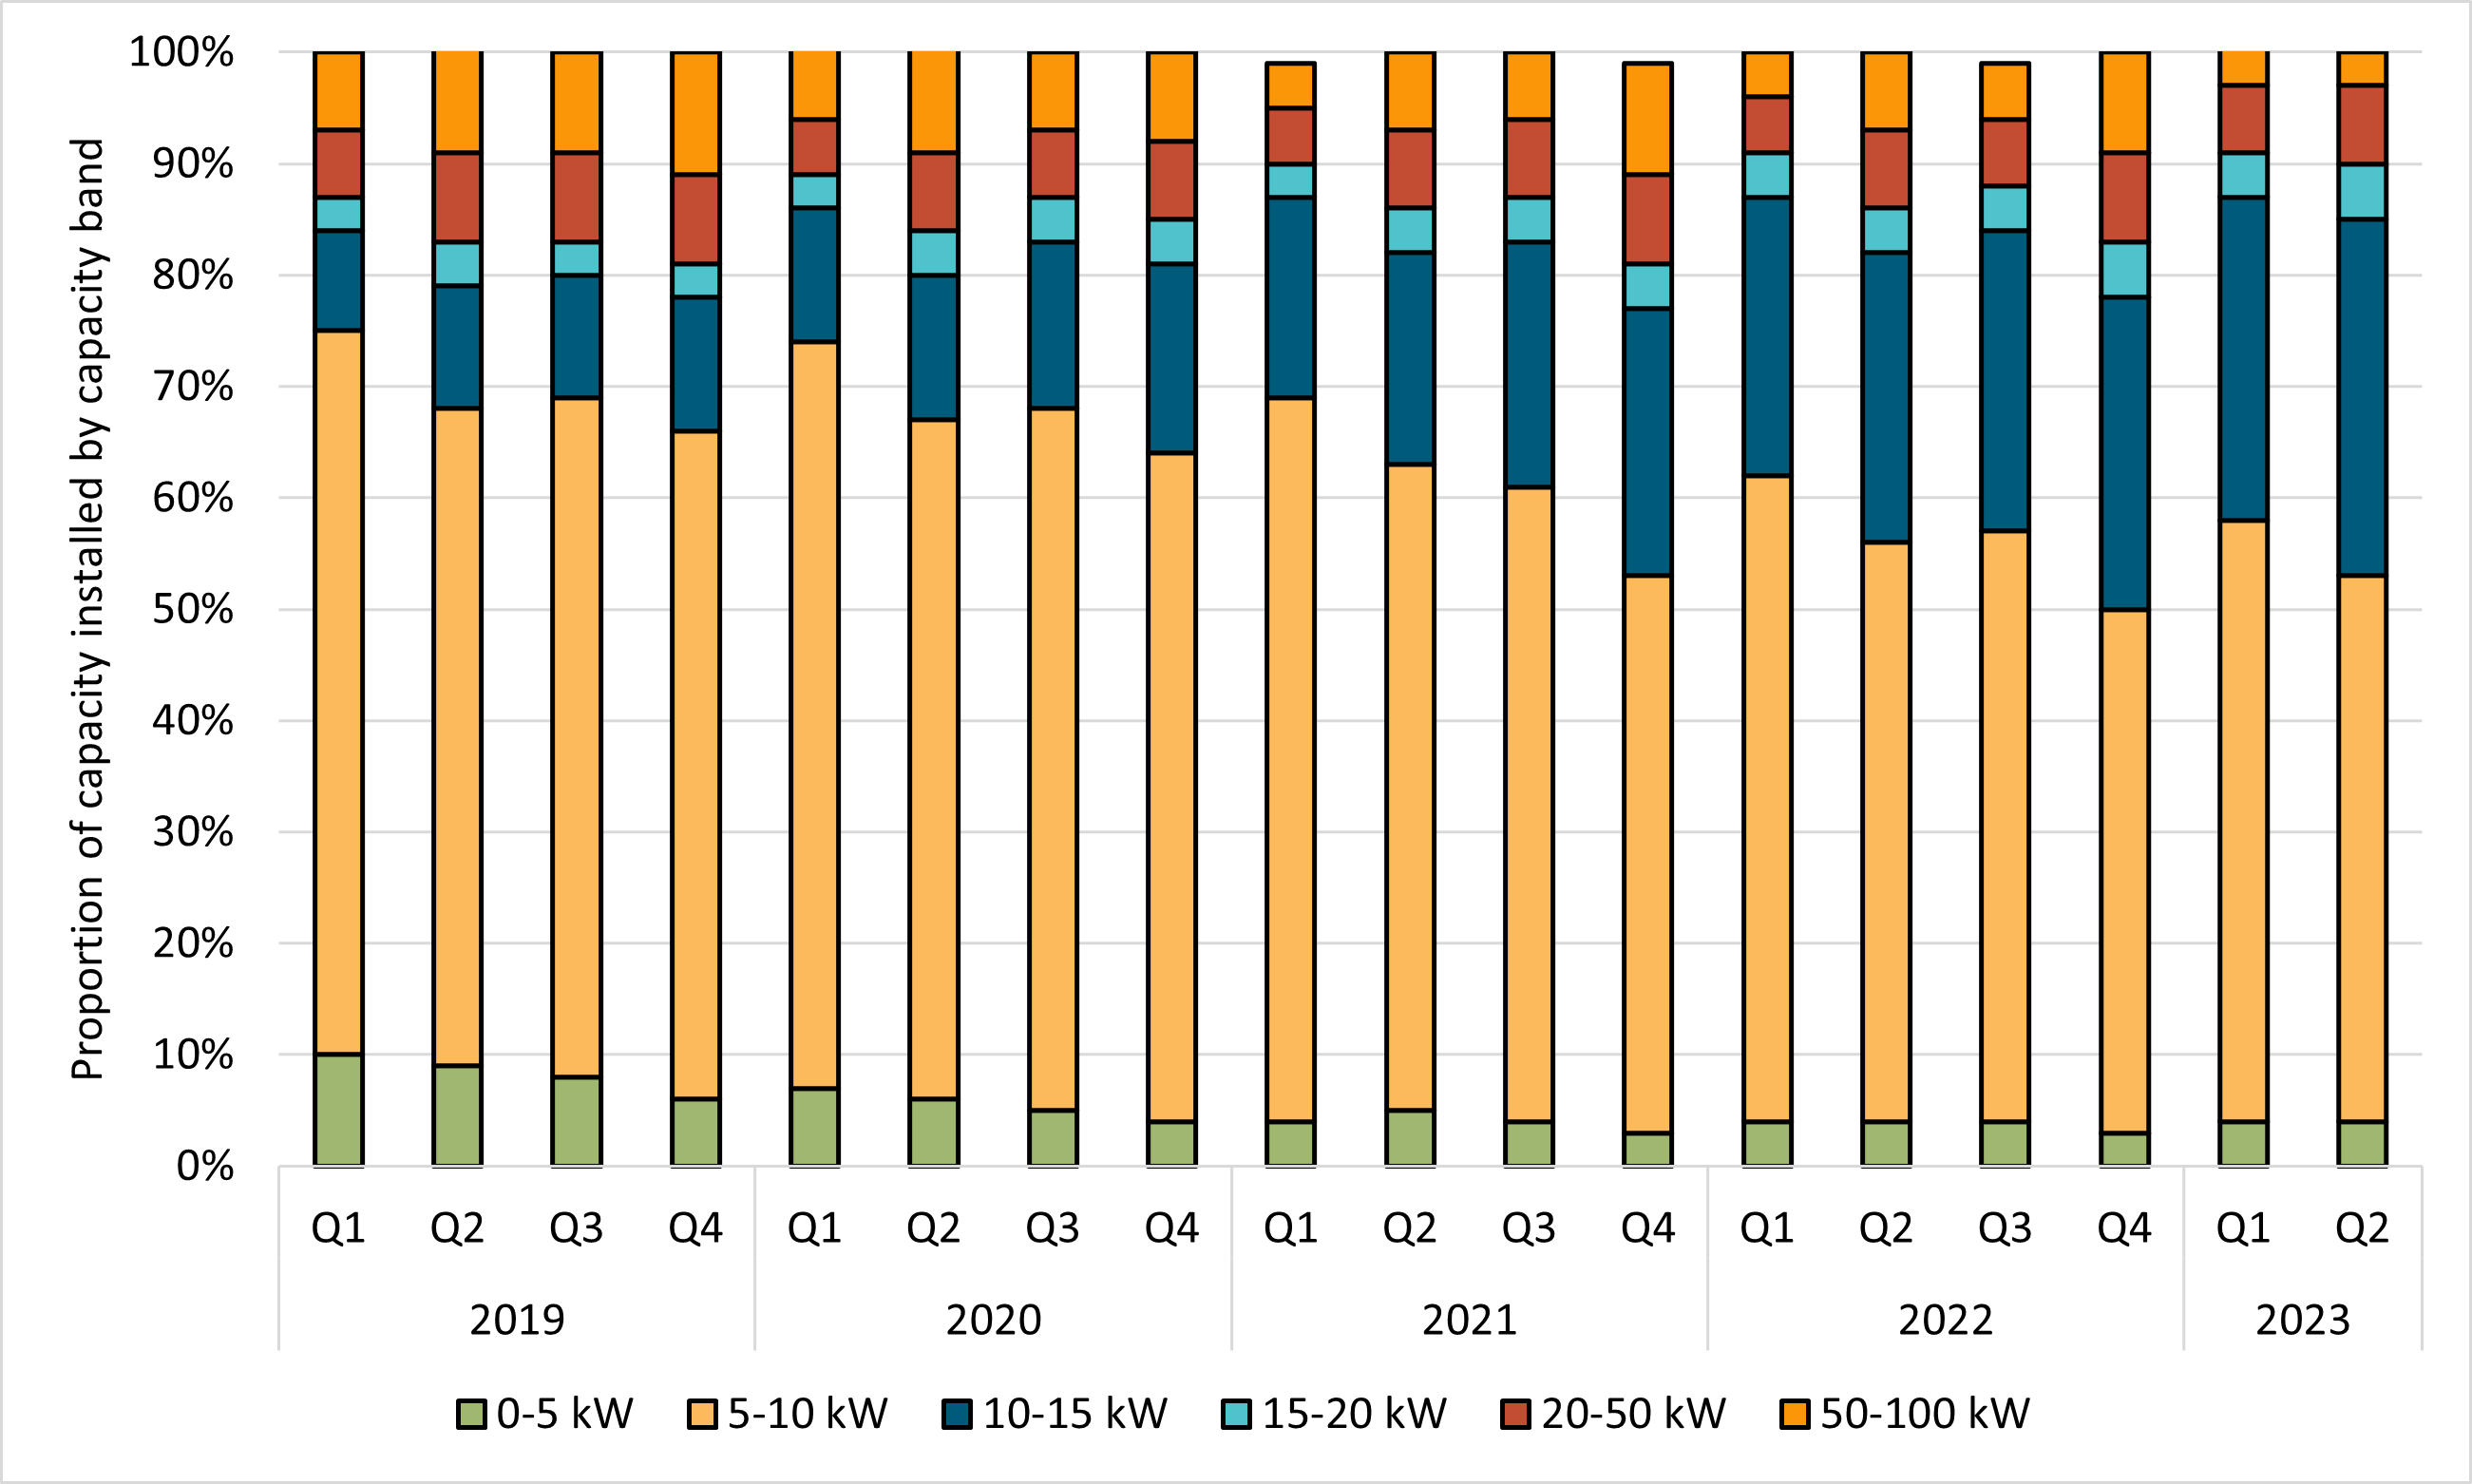 Proportion of capacity installed by capacity band
100%
90%
80%
70%
60%
50%
40%
30%
20%
10%
0%
Q1 Q2 Q3 Q4 Q1 Q2 Q3 Q4 Q1 Q2 Q3 Q4 Q1 Q2 Q3 Q4 Q1 Q2
2019 2020 2021 2022 2023
0-5 kW 5-10 kW 10-15 kW 15-20 kW 20-50 kW 50-100 kW